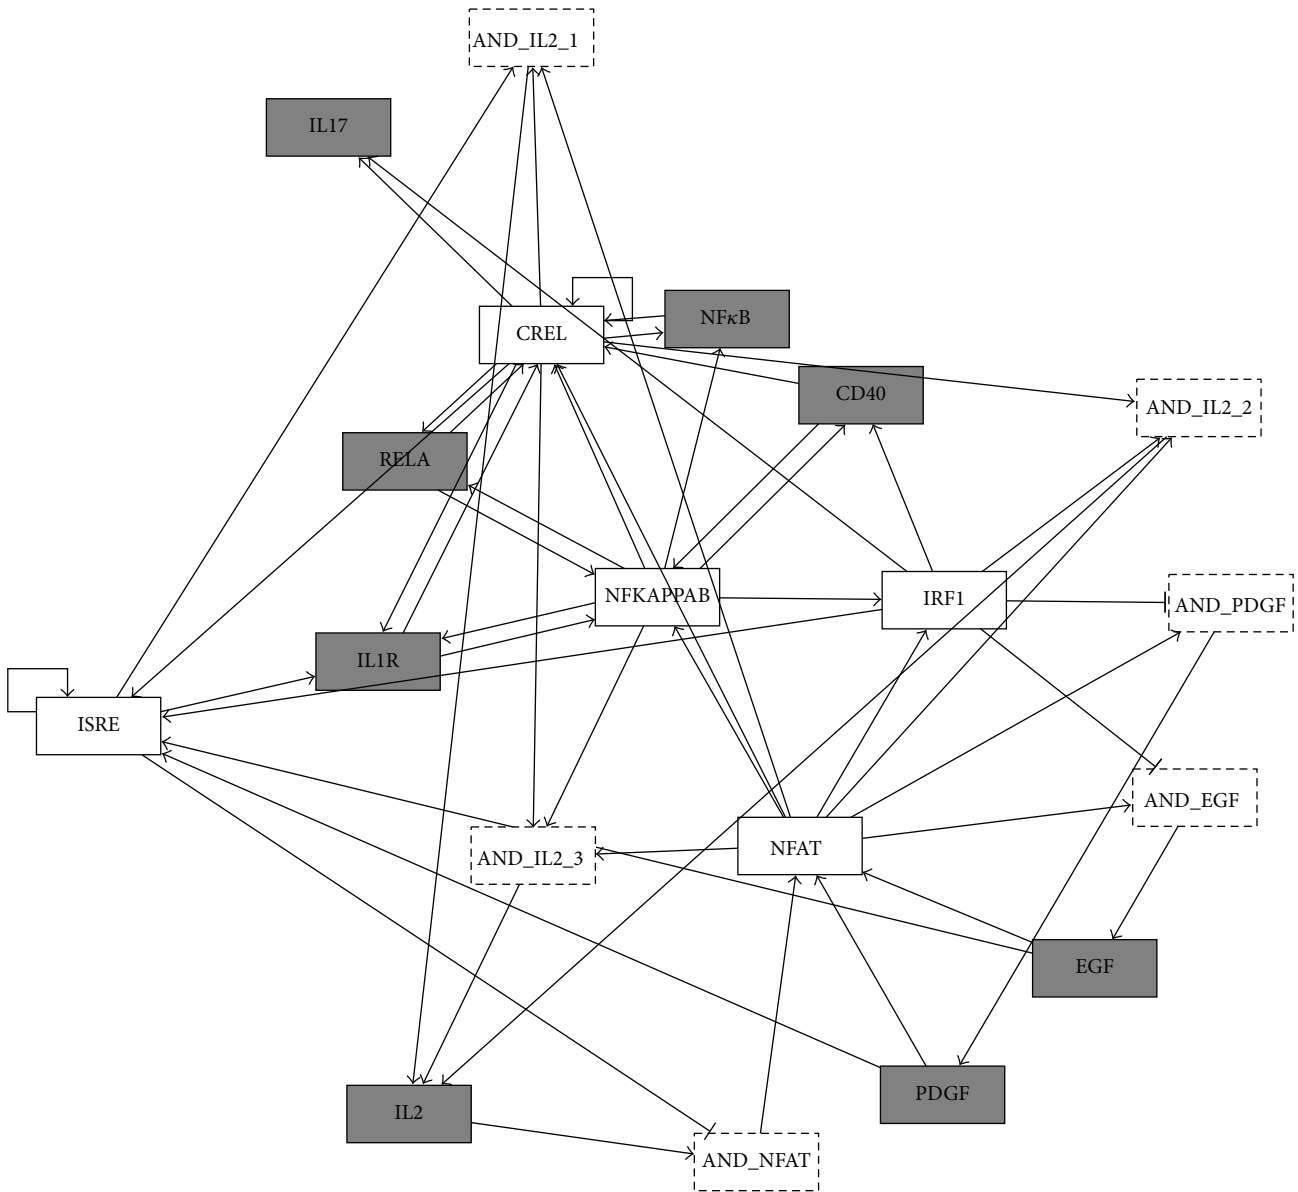 AND_IL2_1
IL17
NFκB
CREL
CD40
AND_IL2_2
RELA
NFKAPPAB
IRF1
AND_PDGF
IL1R
ISRE
AND_EGF
NFAT
AND_IL2_3
EGF
PDGF
IL2
AND_NFAT